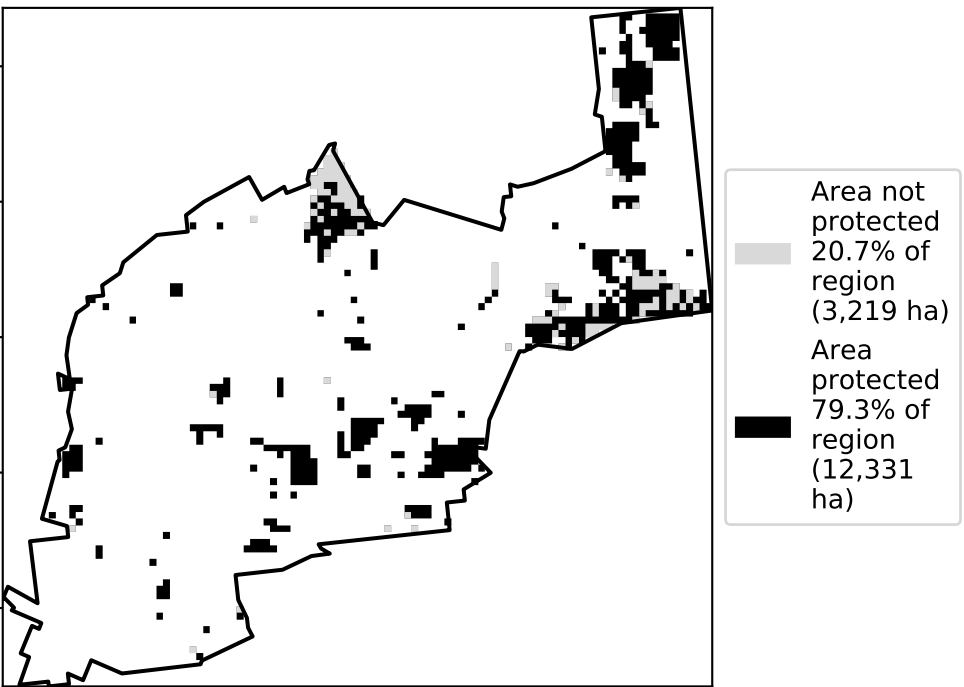 Area not
protected
20.7% of
region
(3,219 ha)
Area
protected
79.3% of
region
(12,331
ha)